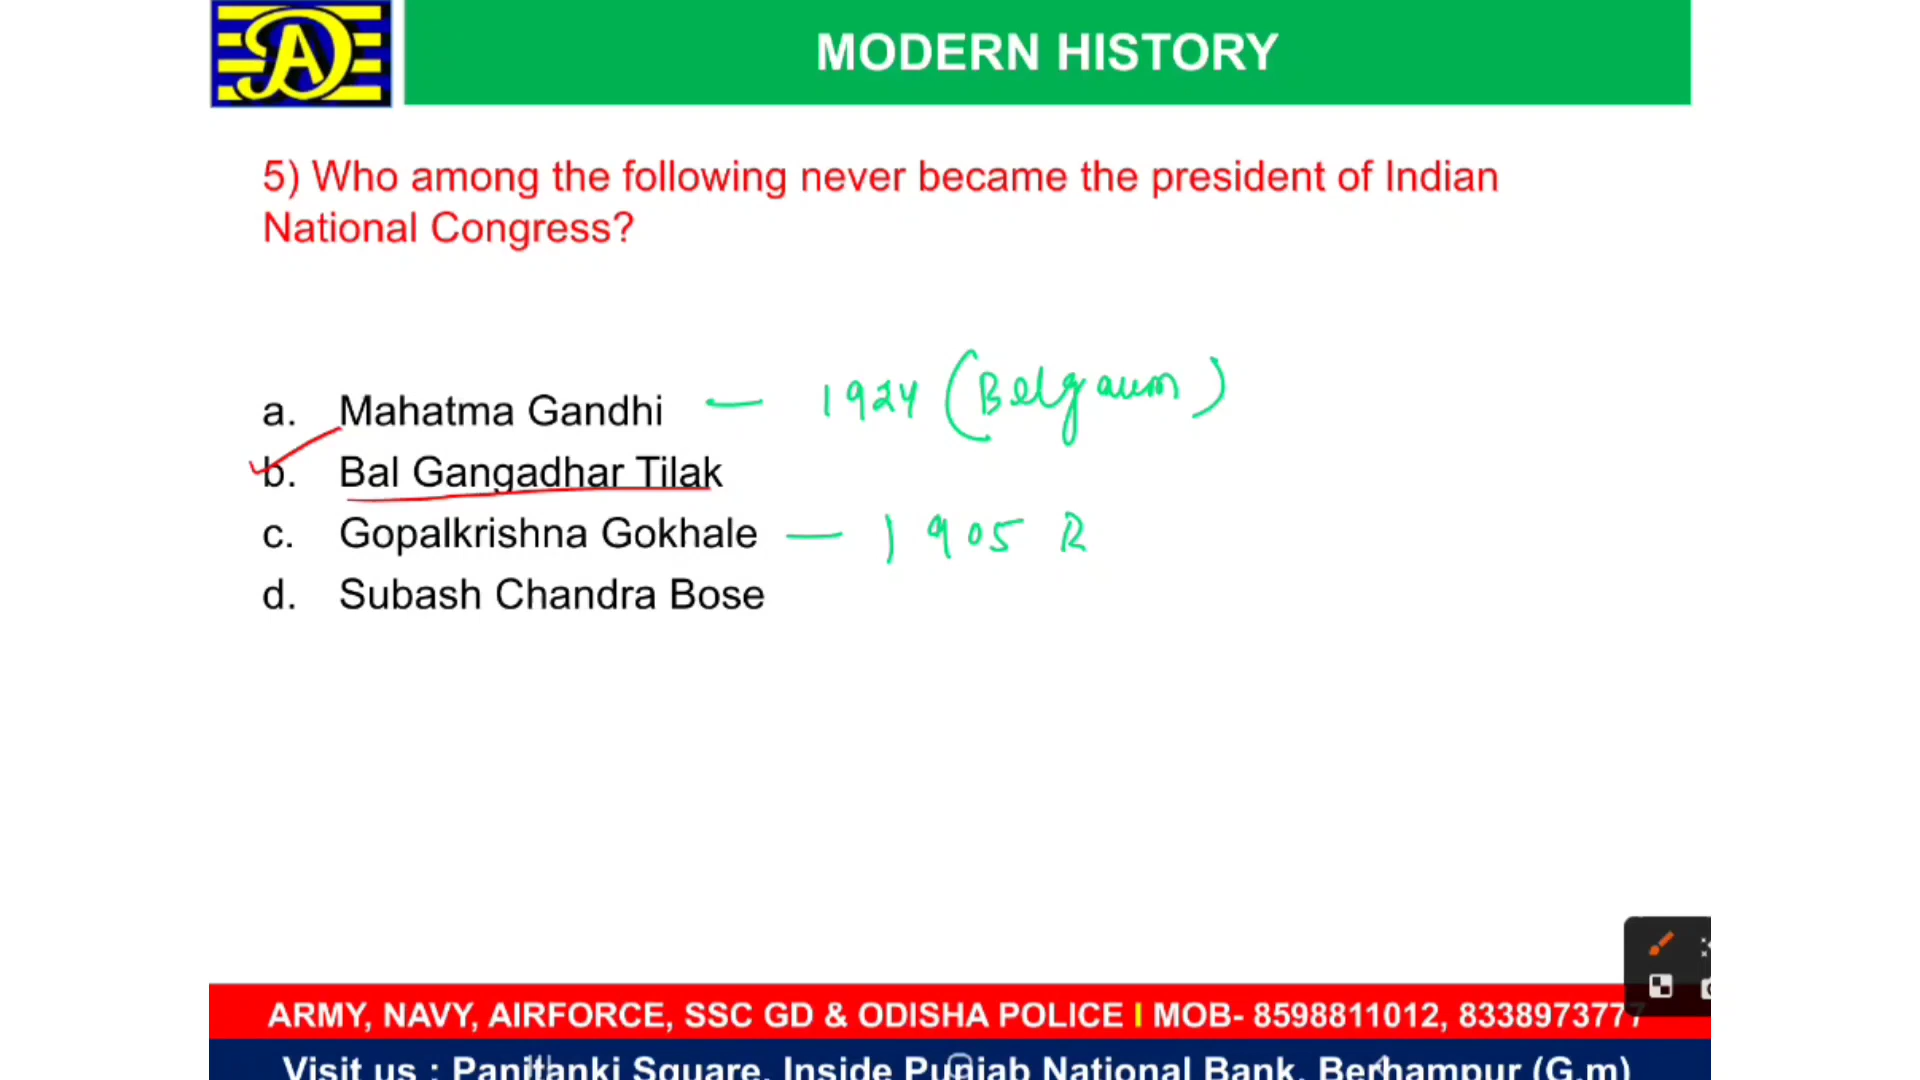 MODERN HISTORY
5) Who among the following never became the president of Indian
National Congress?
a. Mahatma Gandhi — 1924 (Belgaum)
b. Bal Gangadhar Tilak
c. Gopalkrishna Gokhale — 1905 B
d. Subash Chandra Bose
ARMY, NAVY, AIRFORCE, SSC GD & ODISHA POLICE I MOB- 8598811012, 8338973777
Visit us : Panitanki Square, Inside Punjab National Bank, Berhampur (G.m)